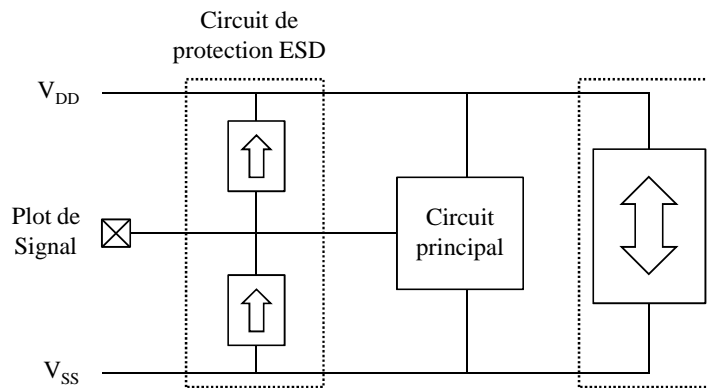 Circuit de
protection ESD
V_DD
Plot de
Signal
Circuit
principal
V_SS